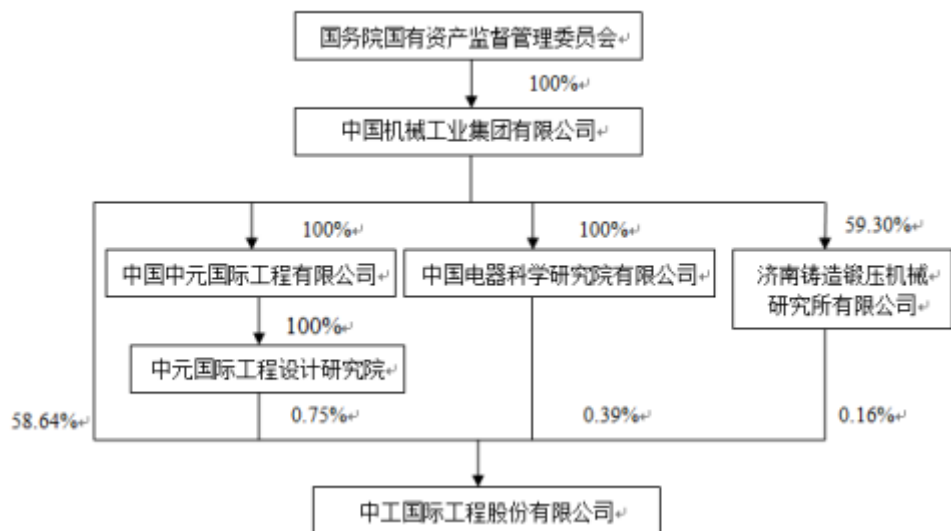 国务院国有资产监督管理委员会↵
100%↵
中国机械工业集团有限公司↵
100%↵
100%↵
59.30%↵
中国中元国际工程有限公司↵
中国电器科学研究院有限公司↵
济南铸造锻压机械↵
研究所有限公司↵
100%↵
中元国际工程设计研究院↵
58.64%↵
0.75%↵
0.39%↵
0.16%↵
中工国际工程股份有限公司↵